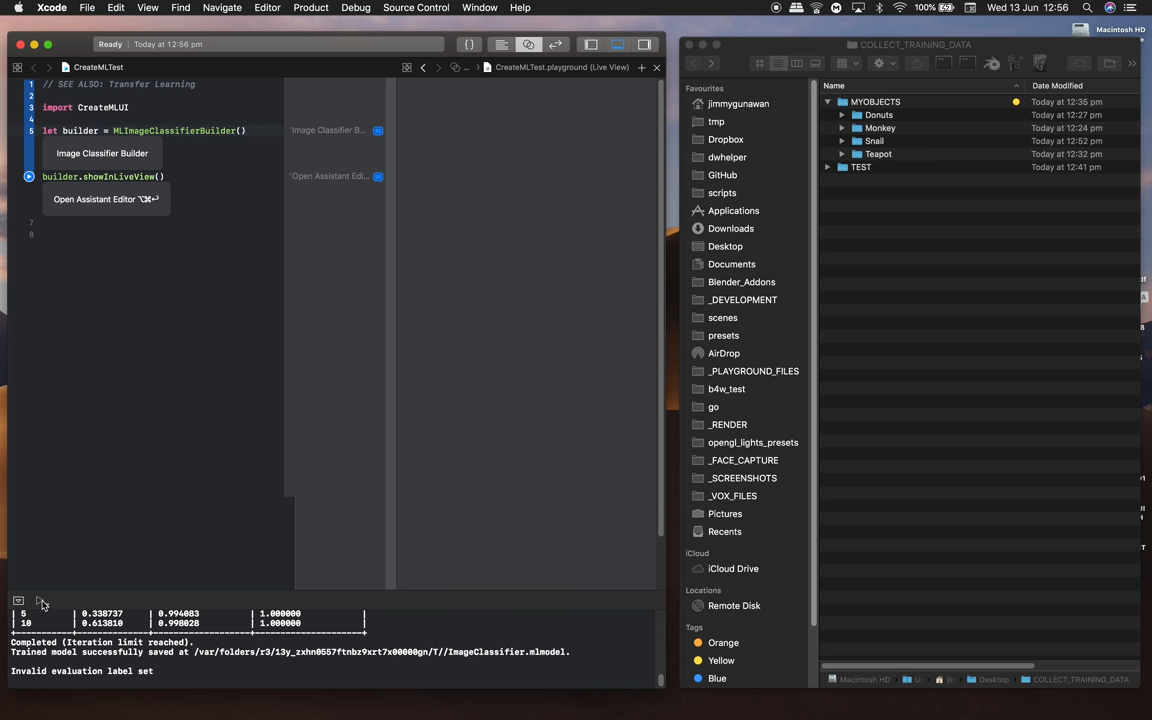 Xcode File Edit View Find Navigate Editor Product Debug Source Control Window Help
100% Wed 13 Jun 12:56
Macintosh HD
Ready | Today at 12:56 pm
{}
CreateMLTest
CreateMLTest.playground (Live View)
1 // SEE ALSO: Transfer Learning
2
3 import CreateMLUI
4
5 let builder = MLImageClassifierBuilder()
"Image Classifier B...
Image Classifier Builder
builder.showInLiveView()
"Open Assistant Edi...
Open Assistant Editor ⌥⌘↩
7
8
| 5 | 0.338737 | 0.994083 | 1.000000 |
| 10 | 0.613810 | 0.998028 | 1.000000 |
+-----------+--------------+--------------------+---------------------+
Completed (Iteration limit reached).
Trained model successfully saved at /var/folders/r3/13y_zxhn0557ftnbz9xrt7x00000gn/T//ImageClassifier.mlmodel.
Invalid evaluation label set
COLLECT_TRAINING_DATA
Favourites
jimmygunawan
tmp
Dropbox
dwhelper
GitHub
scripts
Applications
Downloads
Desktop
Documents
Blender_Addons
_DEVELOPMENT
scenes
presets
AirDrop
_PLAYGROUND_FILES
b4w_test
go
_RENDER
opengl_lights_presets
_FACE_CAPTURE
_SCREENSHOTS
_VOX_FILES
Pictures
Recents
iCloud
iCloud Drive
Locations
Remote Disk
Tags
Orange
Yellow
Blue
Name Date Modified
MYOBJECTS Today at 12:35 pm
Donuts Today at 12:27 pm
Monkey Today at 12:24 pm
Snail Today at 12:52 pm
Teapot Today at 12:32 pm
TEST Today at 12:41 pm
Macintosh HD › U › jin › Desktop › COLLECT_TRAINING_DATA